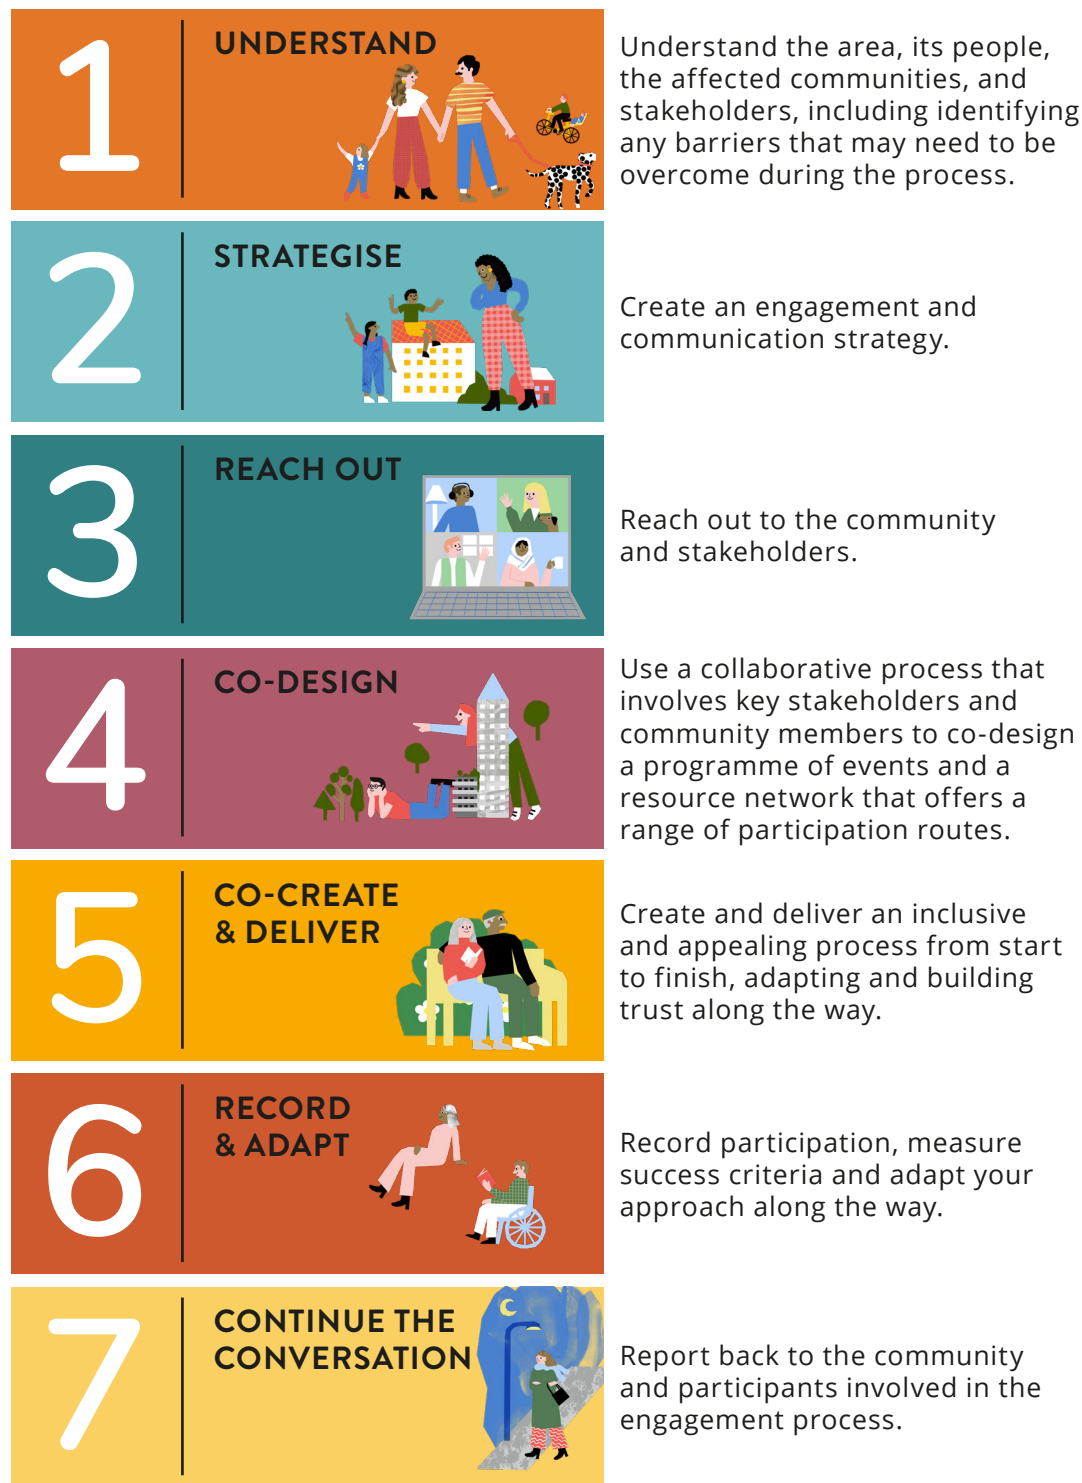 1
UNDERSTAND
Understand the area, its people,
the affected communities, and
stakeholders, including identifying
any barriers that may need to be
overcome during the process.
2
STRATEGISE
Create an engagement and
communication strategy.
3
REACH OUT
Reach out to the community
and stakeholders.
4
CO-DESIGN
Use a collaborative process that
involves key stakeholders and
community members to co-design
a programme of events and a
resource network that offers a
range of participation routes.
5
CO-CREATE
& DELIVER
Create and deliver an inclusive
and appealing process from start
to finish, adapting and building
trust along the way.
6
RECORD
& ADAPT
Record participation, measure
success criteria and adapt your
approach along the way.
7
CONTINUE THE
CONVERSATION
Report back to the community
and participants involved in the
engagement process.